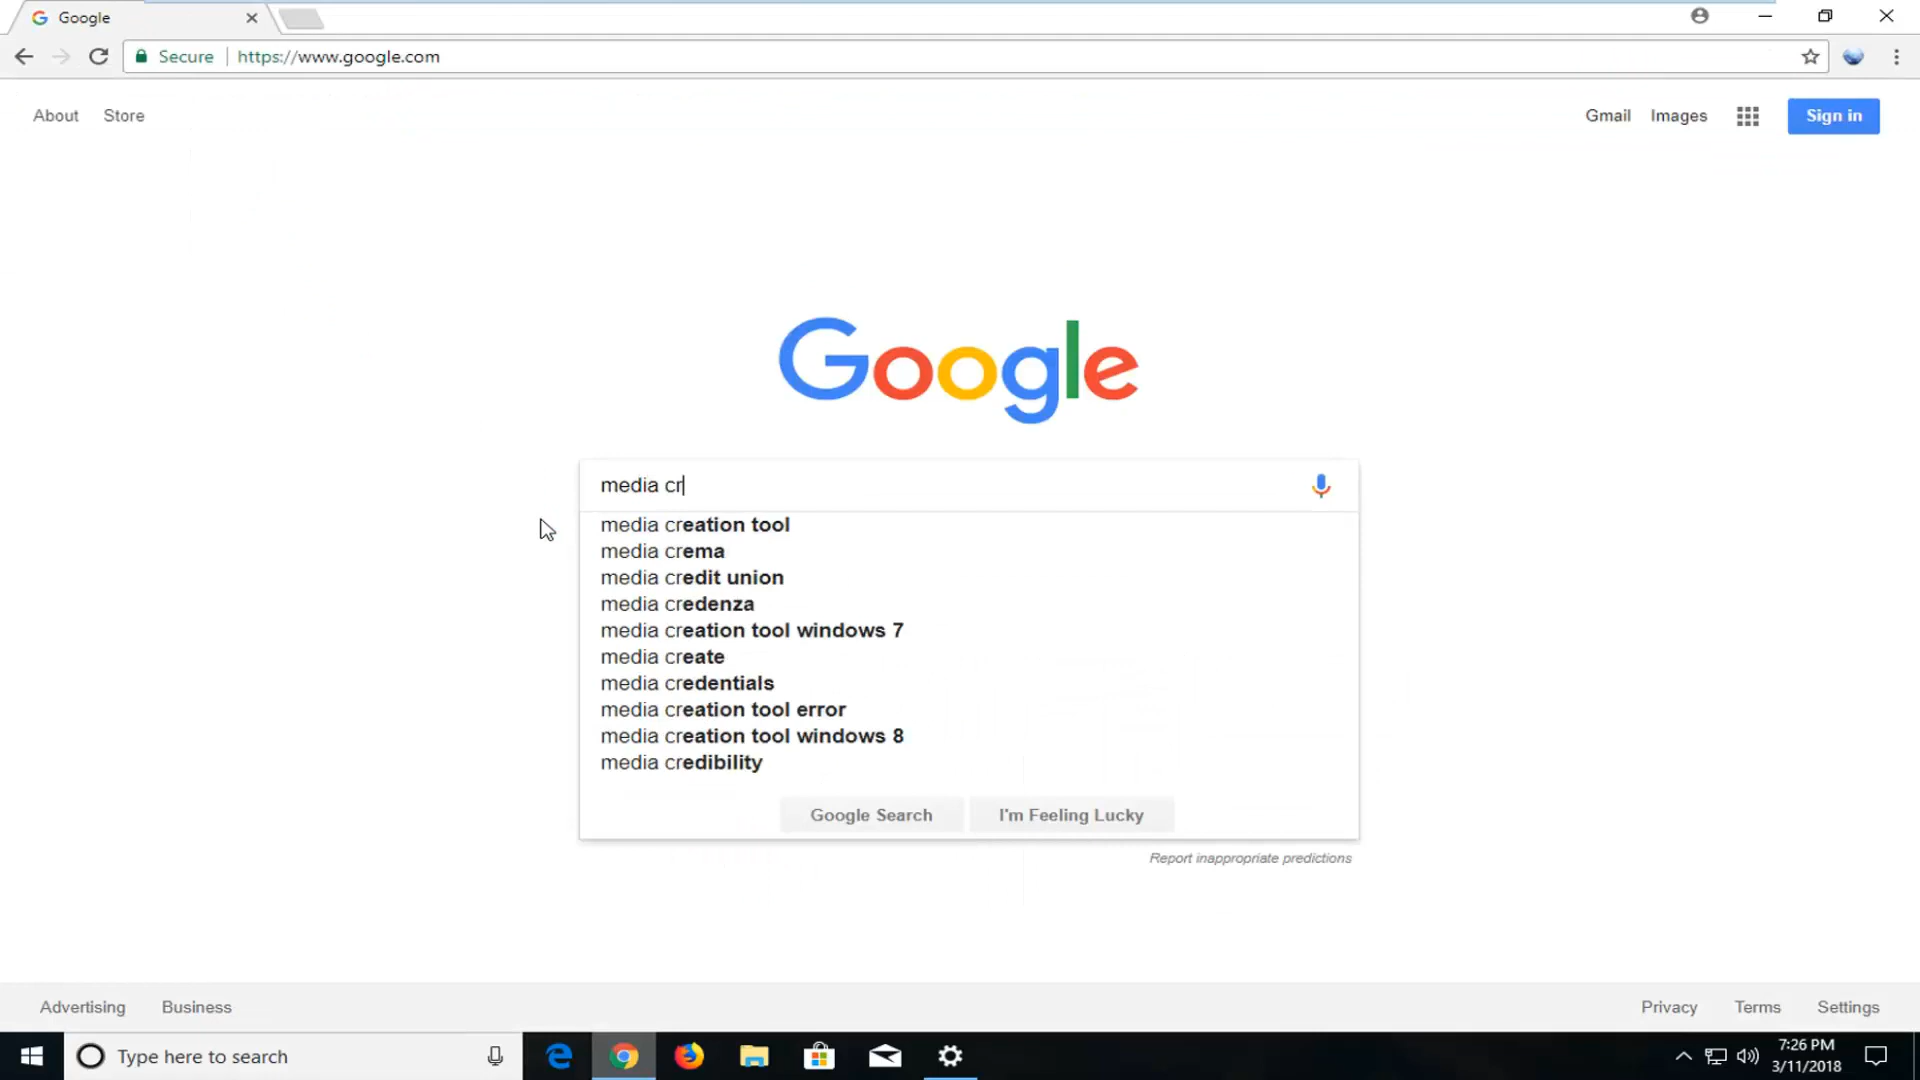 Google
Secure https://www.google.com
About Store
Gmail Images Sign in
Google
media cr
media creation tool
media crema
media credit union
media credenza
media creation tool windows 7
media create
media credentials
media creation tool error
media creation tool windows 8
media credibility
Google Search I'm Feeling Lucky
Report inappropriate predictions
Advertising Business
Privacy Terms Settings
Type here to search
7:26 PM
3/11/2018